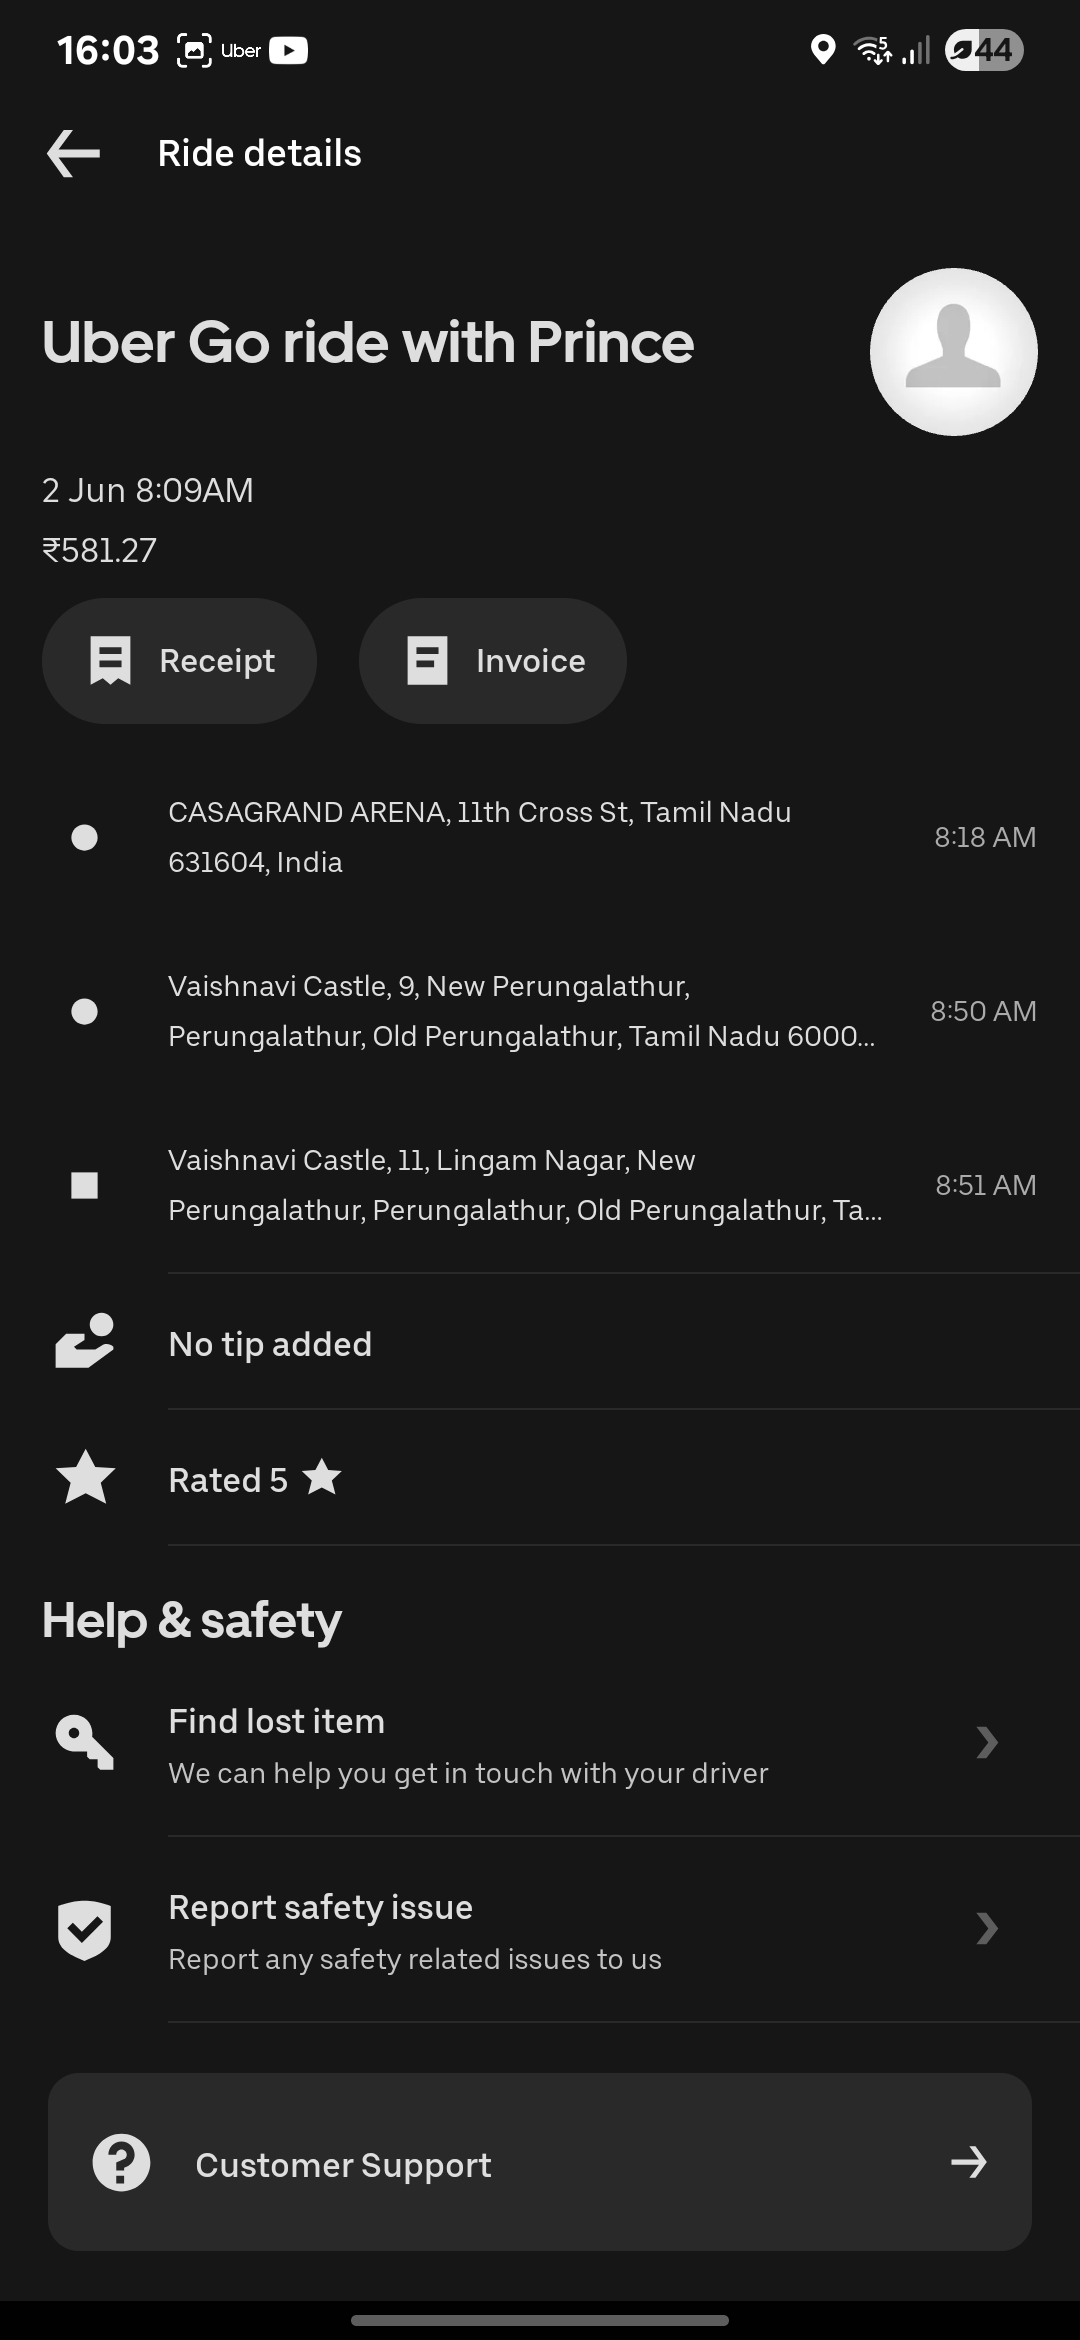 16:03 Uber 5 44
Ride details
Uber Go ride with Prince
2 Jun 8:09AM
₹581.27
Receipt Invoice
CASAGRAND ARENA, 11th Cross St, Tamil Nadu
631604, India
8:18 AM
Vaishnavi Castle, 9, New Perungalathur,
Perungalathur, Old Perungalathur, Tamil Nadu 6000...
8:50 AM
Vaishnavi Castle, 11, Lingam Nagar, New
Perungalathur, Perungalathur, Old Perungalathur, Ta...
8:51 AM
No tip added
Rated 5 ★
Help & safety
Find lost item
We can help you get in touch with your driver
Report safety issue
Report any safety related issues to us
Customer Support